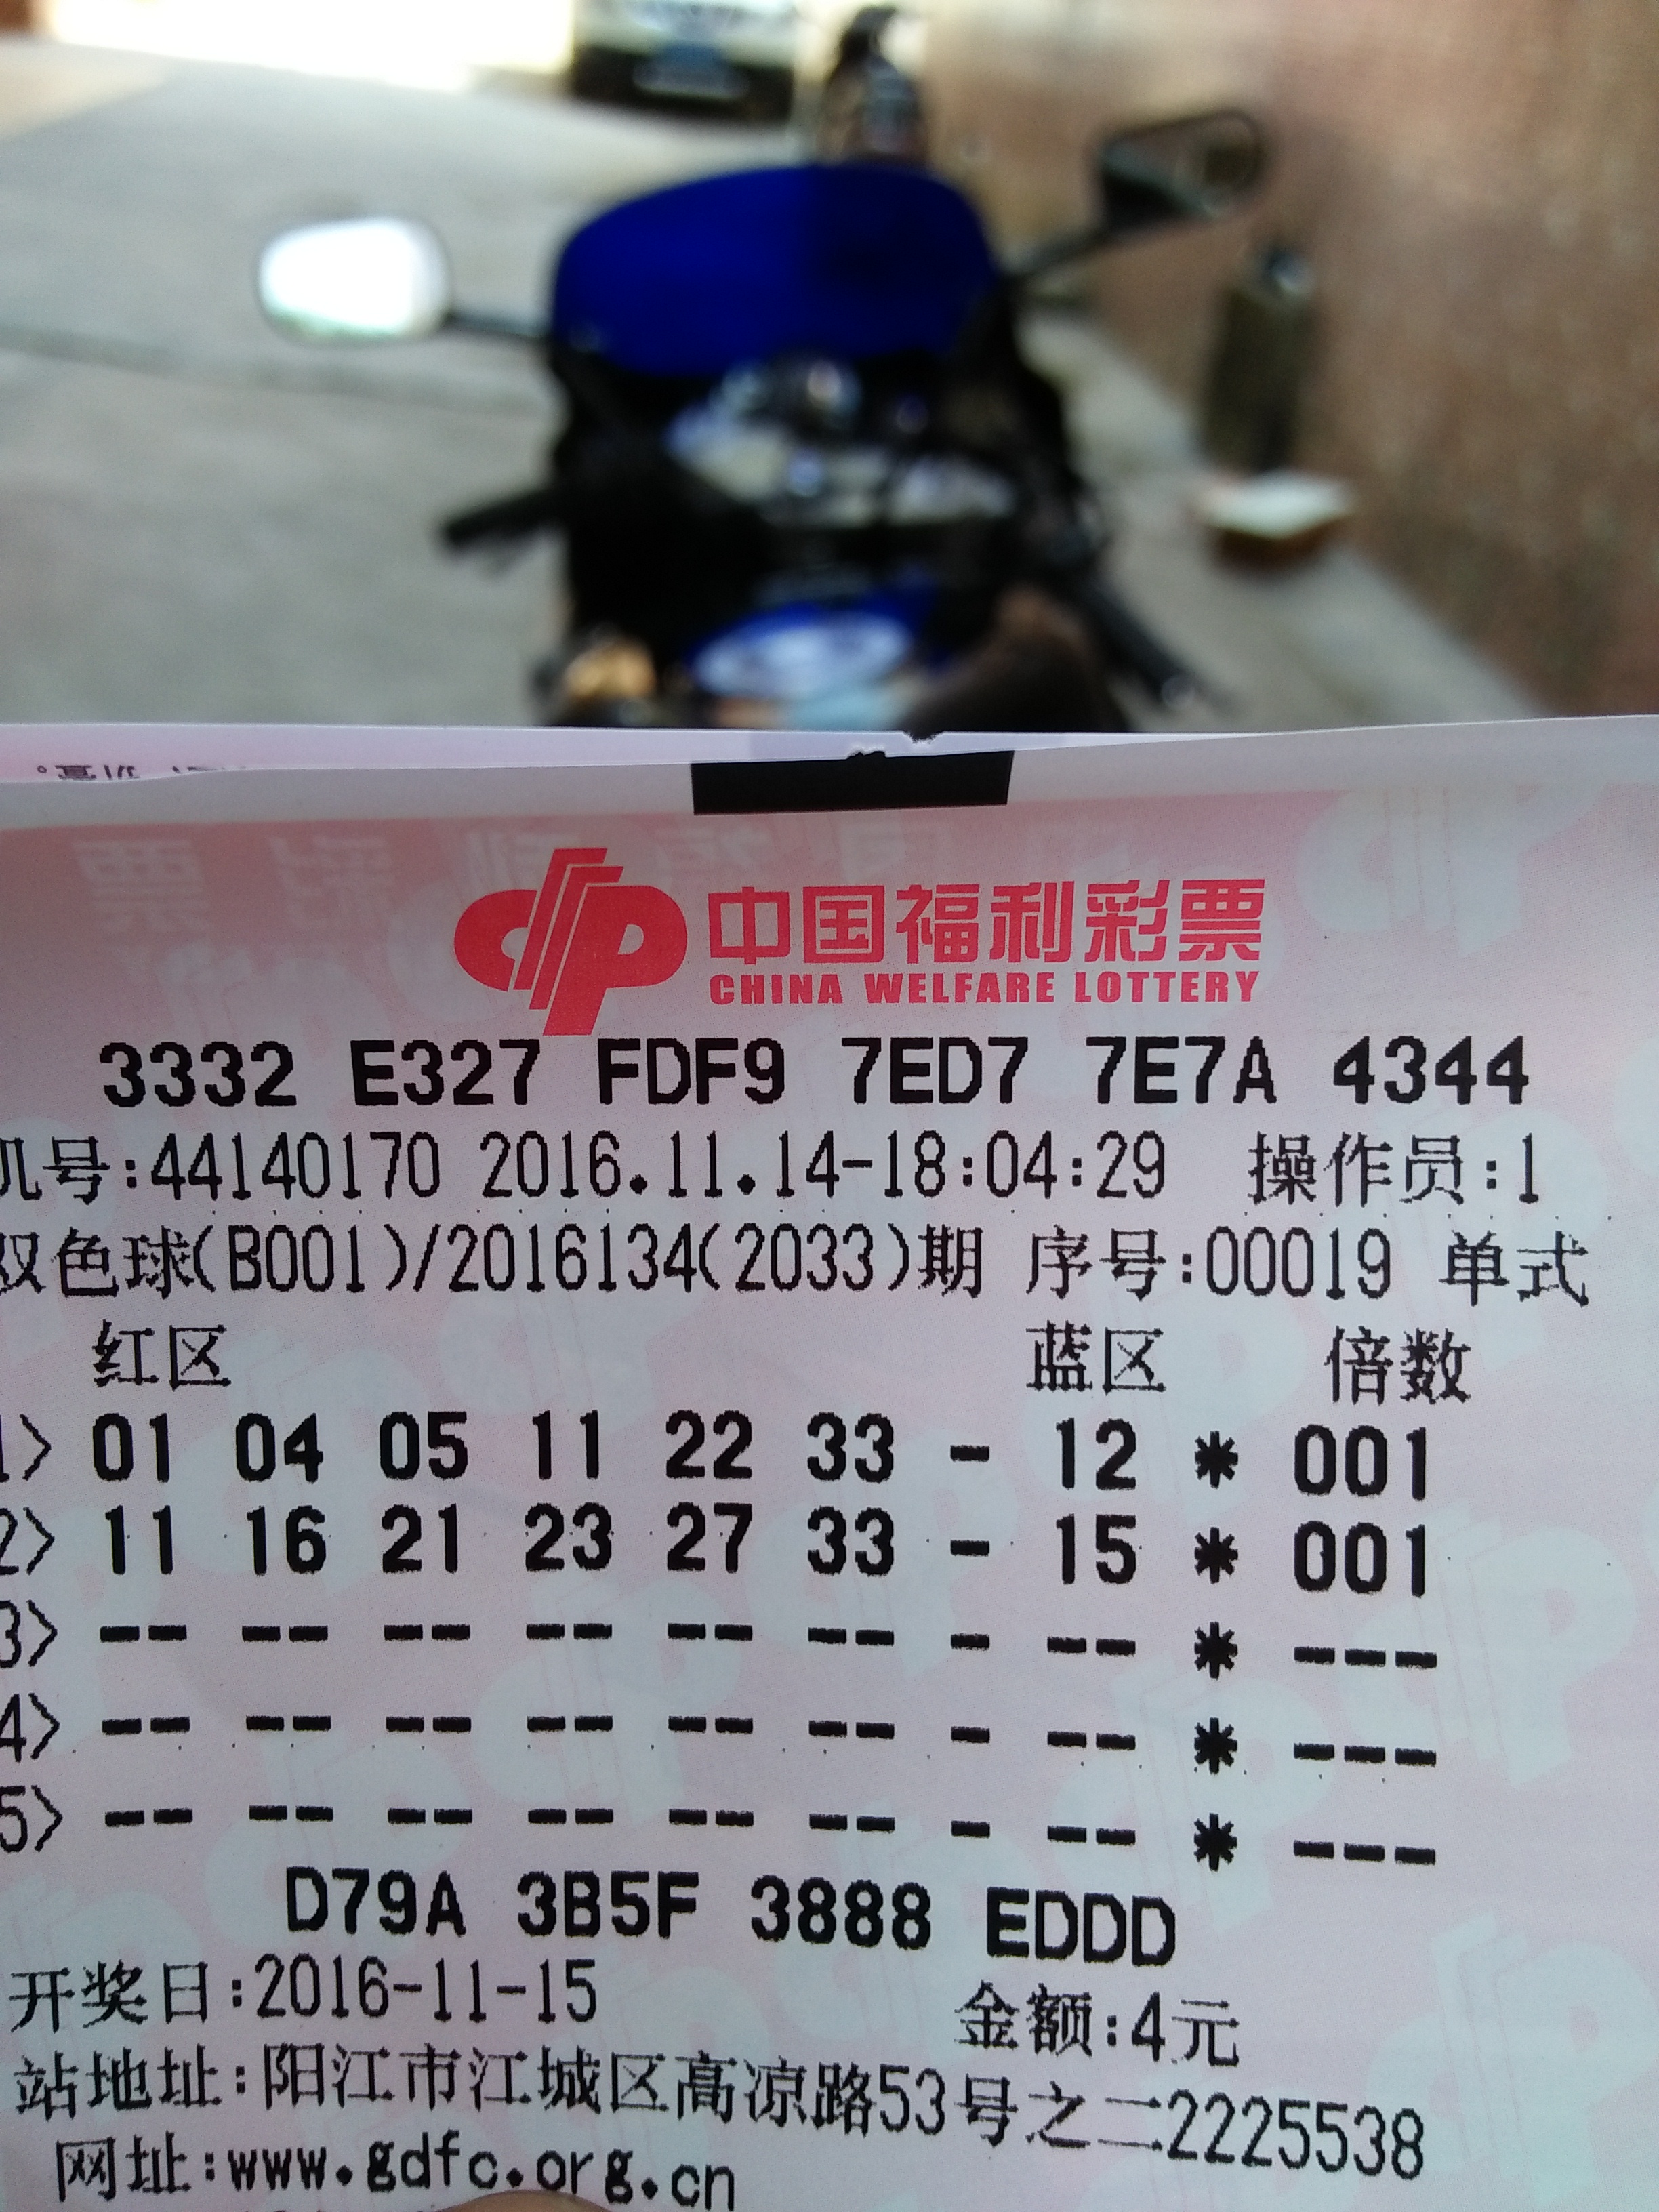 中国福利彩票
CHINA WELFARE LOTTERY
3332 E327 FDF9 7ED7 7E7A 4344
机号:44140170 2016.11.14-18:04:29 操作员:1
双色球(B001)/2016134(2033)期 序号:00019 单式
红区 蓝区 倍数
1> 01 04 05 11 22 33 - 12 * 001
2> 11 16 21 23 27 33 - 15 * 001
3> -- -- -- -- -- -- - -- * ---
4> -- -- -- -- -- -- - -- * ---
5> -- -- -- -- -- -- - -- * ---
D79A 3B5F 3888 EDDD
开奖日:2016-11-15 金额:4元
站地址:阳江市江城区高凉路53号之二2225538
网址:www.gdfc.org.cn